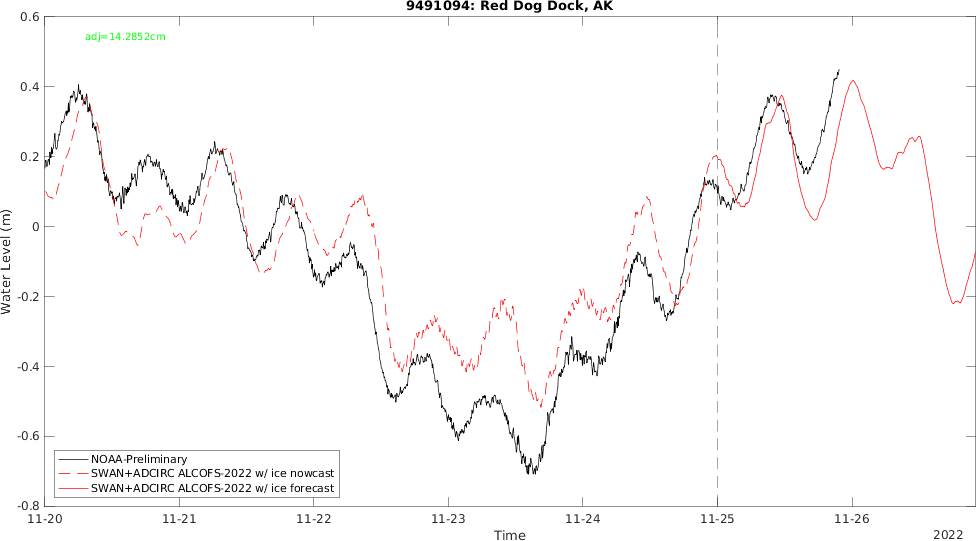 9491094: Red Dog Dock, AK
adj=14.2852cm
Water Level (m)
0.6
0.4
0.2
0
-0.2
-0.4
-0.6
-0.8
NOAA-Preliminary
SWAN+ADCIRC ALCOFS-2022 w/ ice nowcast
SWAN+ADCIRC ALCOFS-2022 w/ ice forecast
11-20 11-21 11-22 11-23 11-24 11-25 11-26
Time
2022